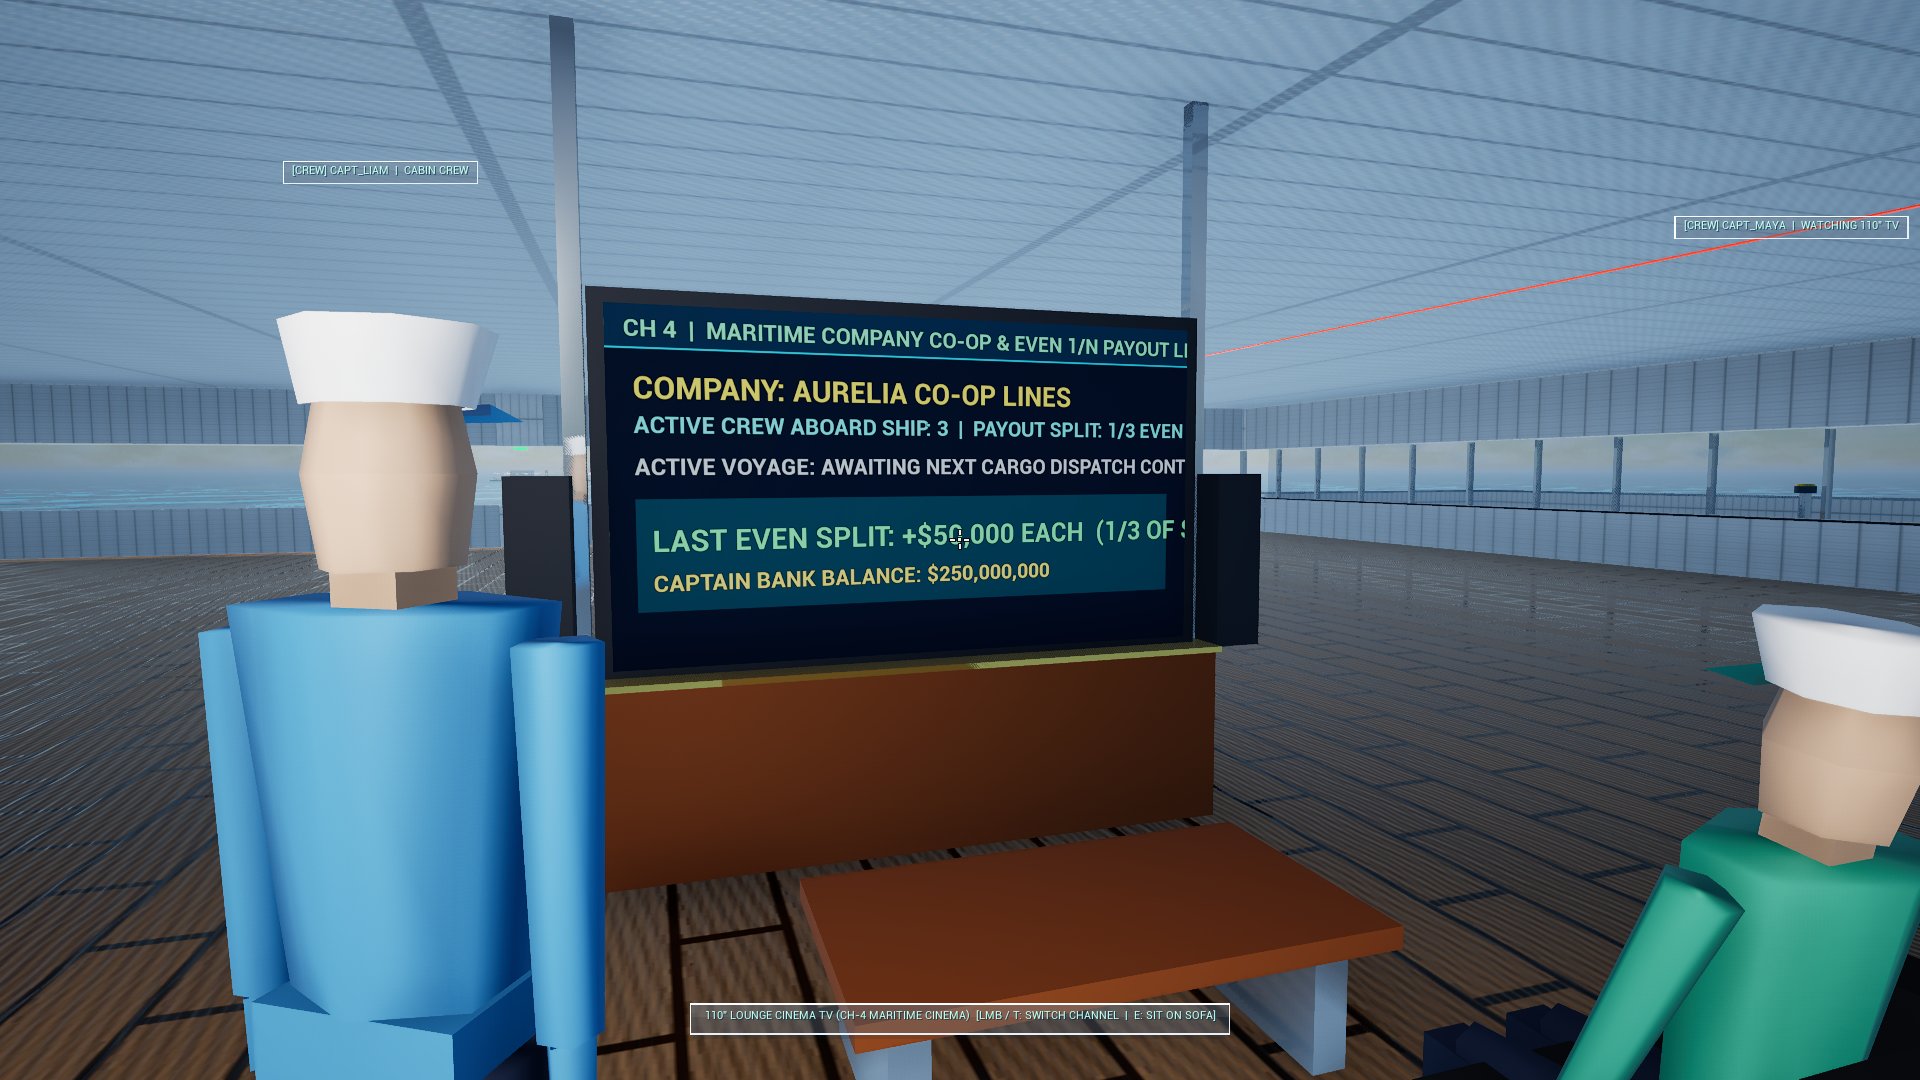 [CREW] CAPT_LIAM | CABIN CREW
[CREW] CAPT_MAYA | WATCHING 110" TV
CH 4 | MARITIME COMPANY CO-OP & EVEN 1/N PAYOUT
COMPANY: AURELIA CO-OP LINES
ACTIVE CREW ABOARD SHIP: 3 | PAYOUT SPLIT: 1/3 EVEN
ACTIVE VOYAGE: AWAITING NEXT CARGO DISPATCH CONT
LAST EVEN SPLIT: +$50,000 EACH (1/3 OF
CAPTAIN BANK BALANCE: $250,000,000
110" LOUNGE CINEMA TV (CH-4 MARITIME CINEMA) [LMB / T: SWITCH CHANNEL | E: SIT ON SOFA]